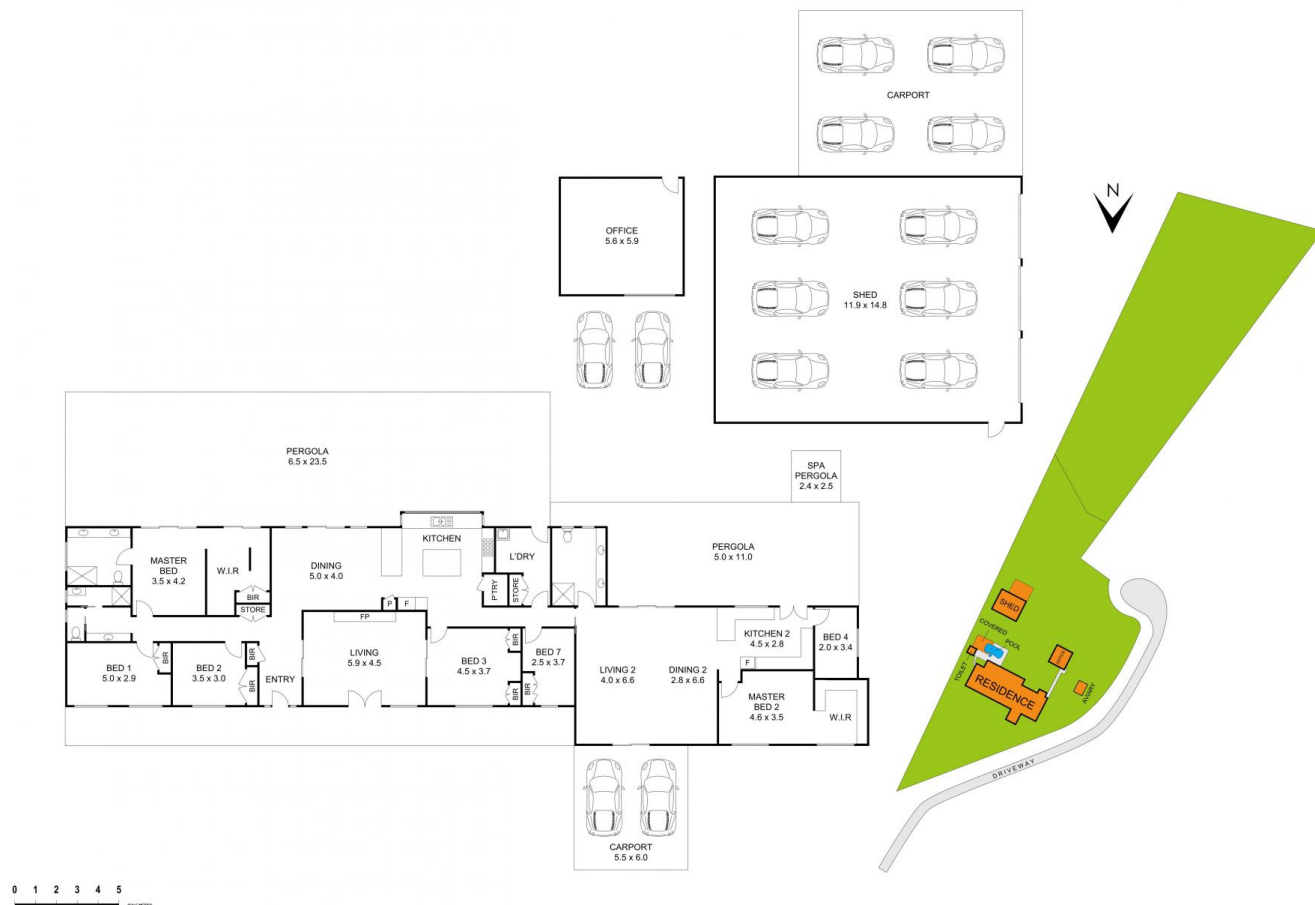 CARPORT
N
OFFICE
5.6 x 5.9
SHED
11.9 x 14.8
PERGOLA
6.5 x 23.5
SPA
PERGOLA
2.4 x 2.5
PERGOLA
5.0 x 11.0
KITCHEN
L'DRY
MASTER
BED
3.5 x 4.2
W.I.R
DINING
5.0 x 4.0
BIR
STORE
P'TRY
STORE
P
F
FP
BED 1
5.0 x 2.9
BIR
BED 2
3.5 x 3.0
BIR
BIR
ENTRY
LIVING
5.9 x 4.5
BED 3
4.5 x 3.7
BIR
BIR
BED 7
2.5 x 3.7
BIR
LIVING 2
4.0 x 6.6
DINING 2
2.8 x 6.6
KITCHEN 2
4.5 x 2.8
F
BED 4
2.0 x 3.4
MASTER
BED 2
4.6 x 3.5
W.I.R
CARPORT
5.5 x 6.0
SHED
COVERED
POOL
TOILET
OFFICE
RESIDENCE
AVIARY
DRIVEWAY
0 1 2 3 4 5